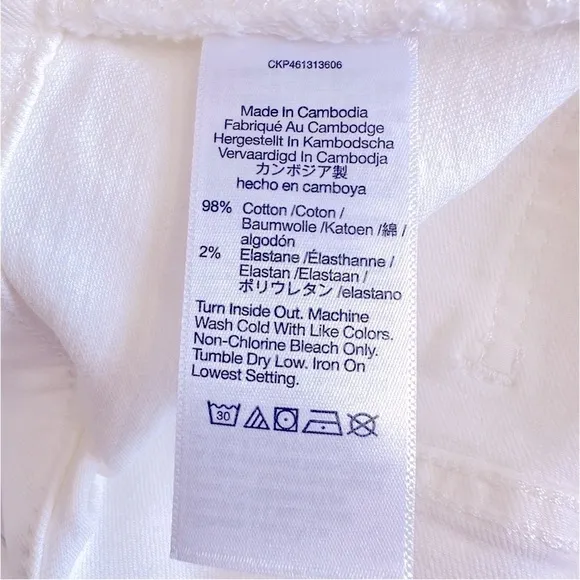 CKP461313606
Made In Cambodia
Fabriqué Au Cambodge
Hergestellt In Kambodscha
Vervaardigd In Cambodja
カンボジア製
hecho en camboya
98% Cotton /Coton /
Baumwolle /Katoen /綿 /
algodón
2% Elastane /Élasthanne /
Elastan /Elastaan /
ポリウレタン /elastano
Turn Inside Out. Machine
Wash Cold With Like Colors.
Non-Chlorine Bleach Only.
Tumble Dry Low. Iron On
Lowest Setting.
30